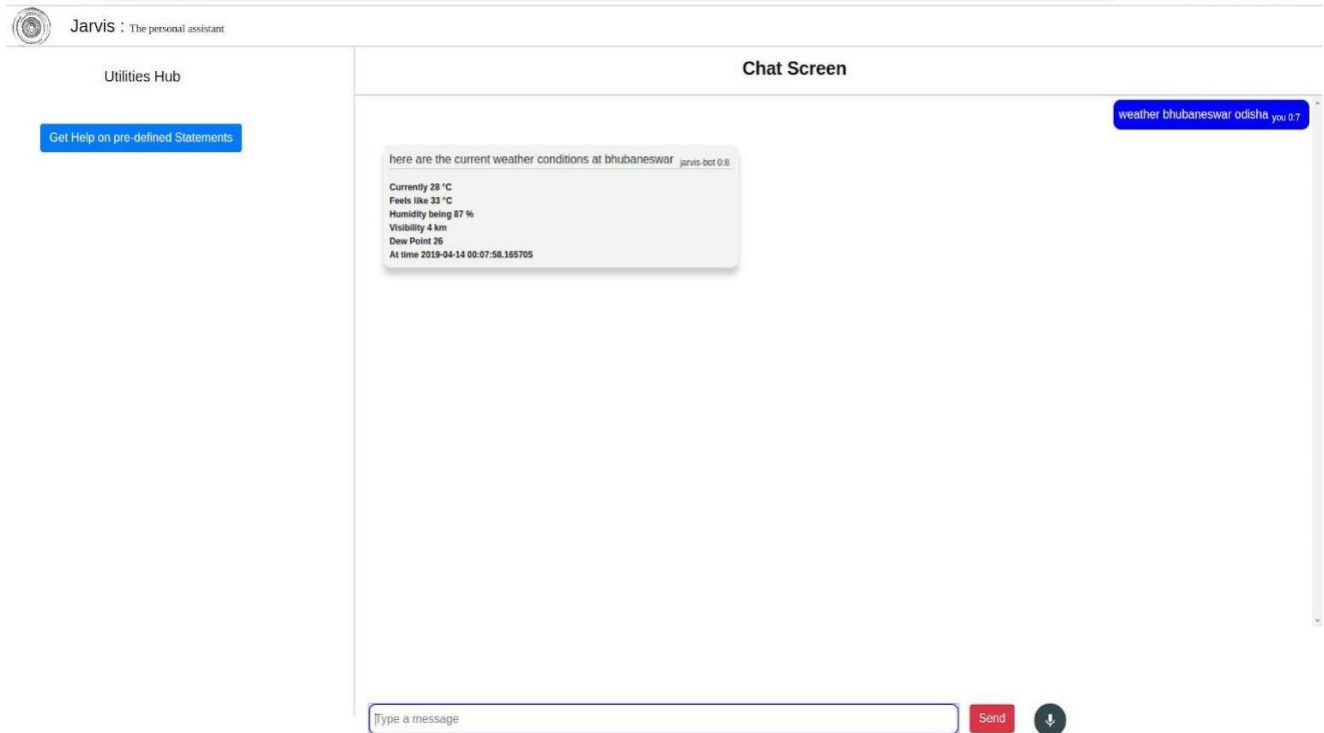 Jarvis : The personal assistant
Utilities Hub
Get Help on pre-defined Statements
Chat Screen
weather bhubaneswar odisha you 0:7
here are the current weather conditions at bhubaneswar jarvis-bot 0:8
Currently 28 °C
Feels like 33 °C
Humidity being 87 %
Visibility 4 km
Dew Point 26
At time 2019-04-14 00:07:58.165705
Type a message
Send